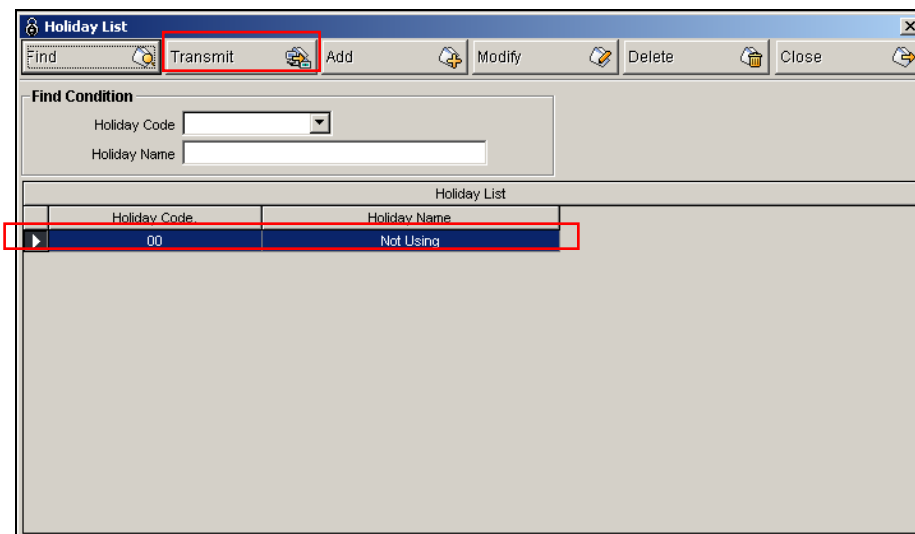 Holiday List
Find Transmit Add Modify Delete Close
Find Condition
Holiday Code
Holiday Name
Holiday List
Holiday Code. Holiday Name
00 Not Using